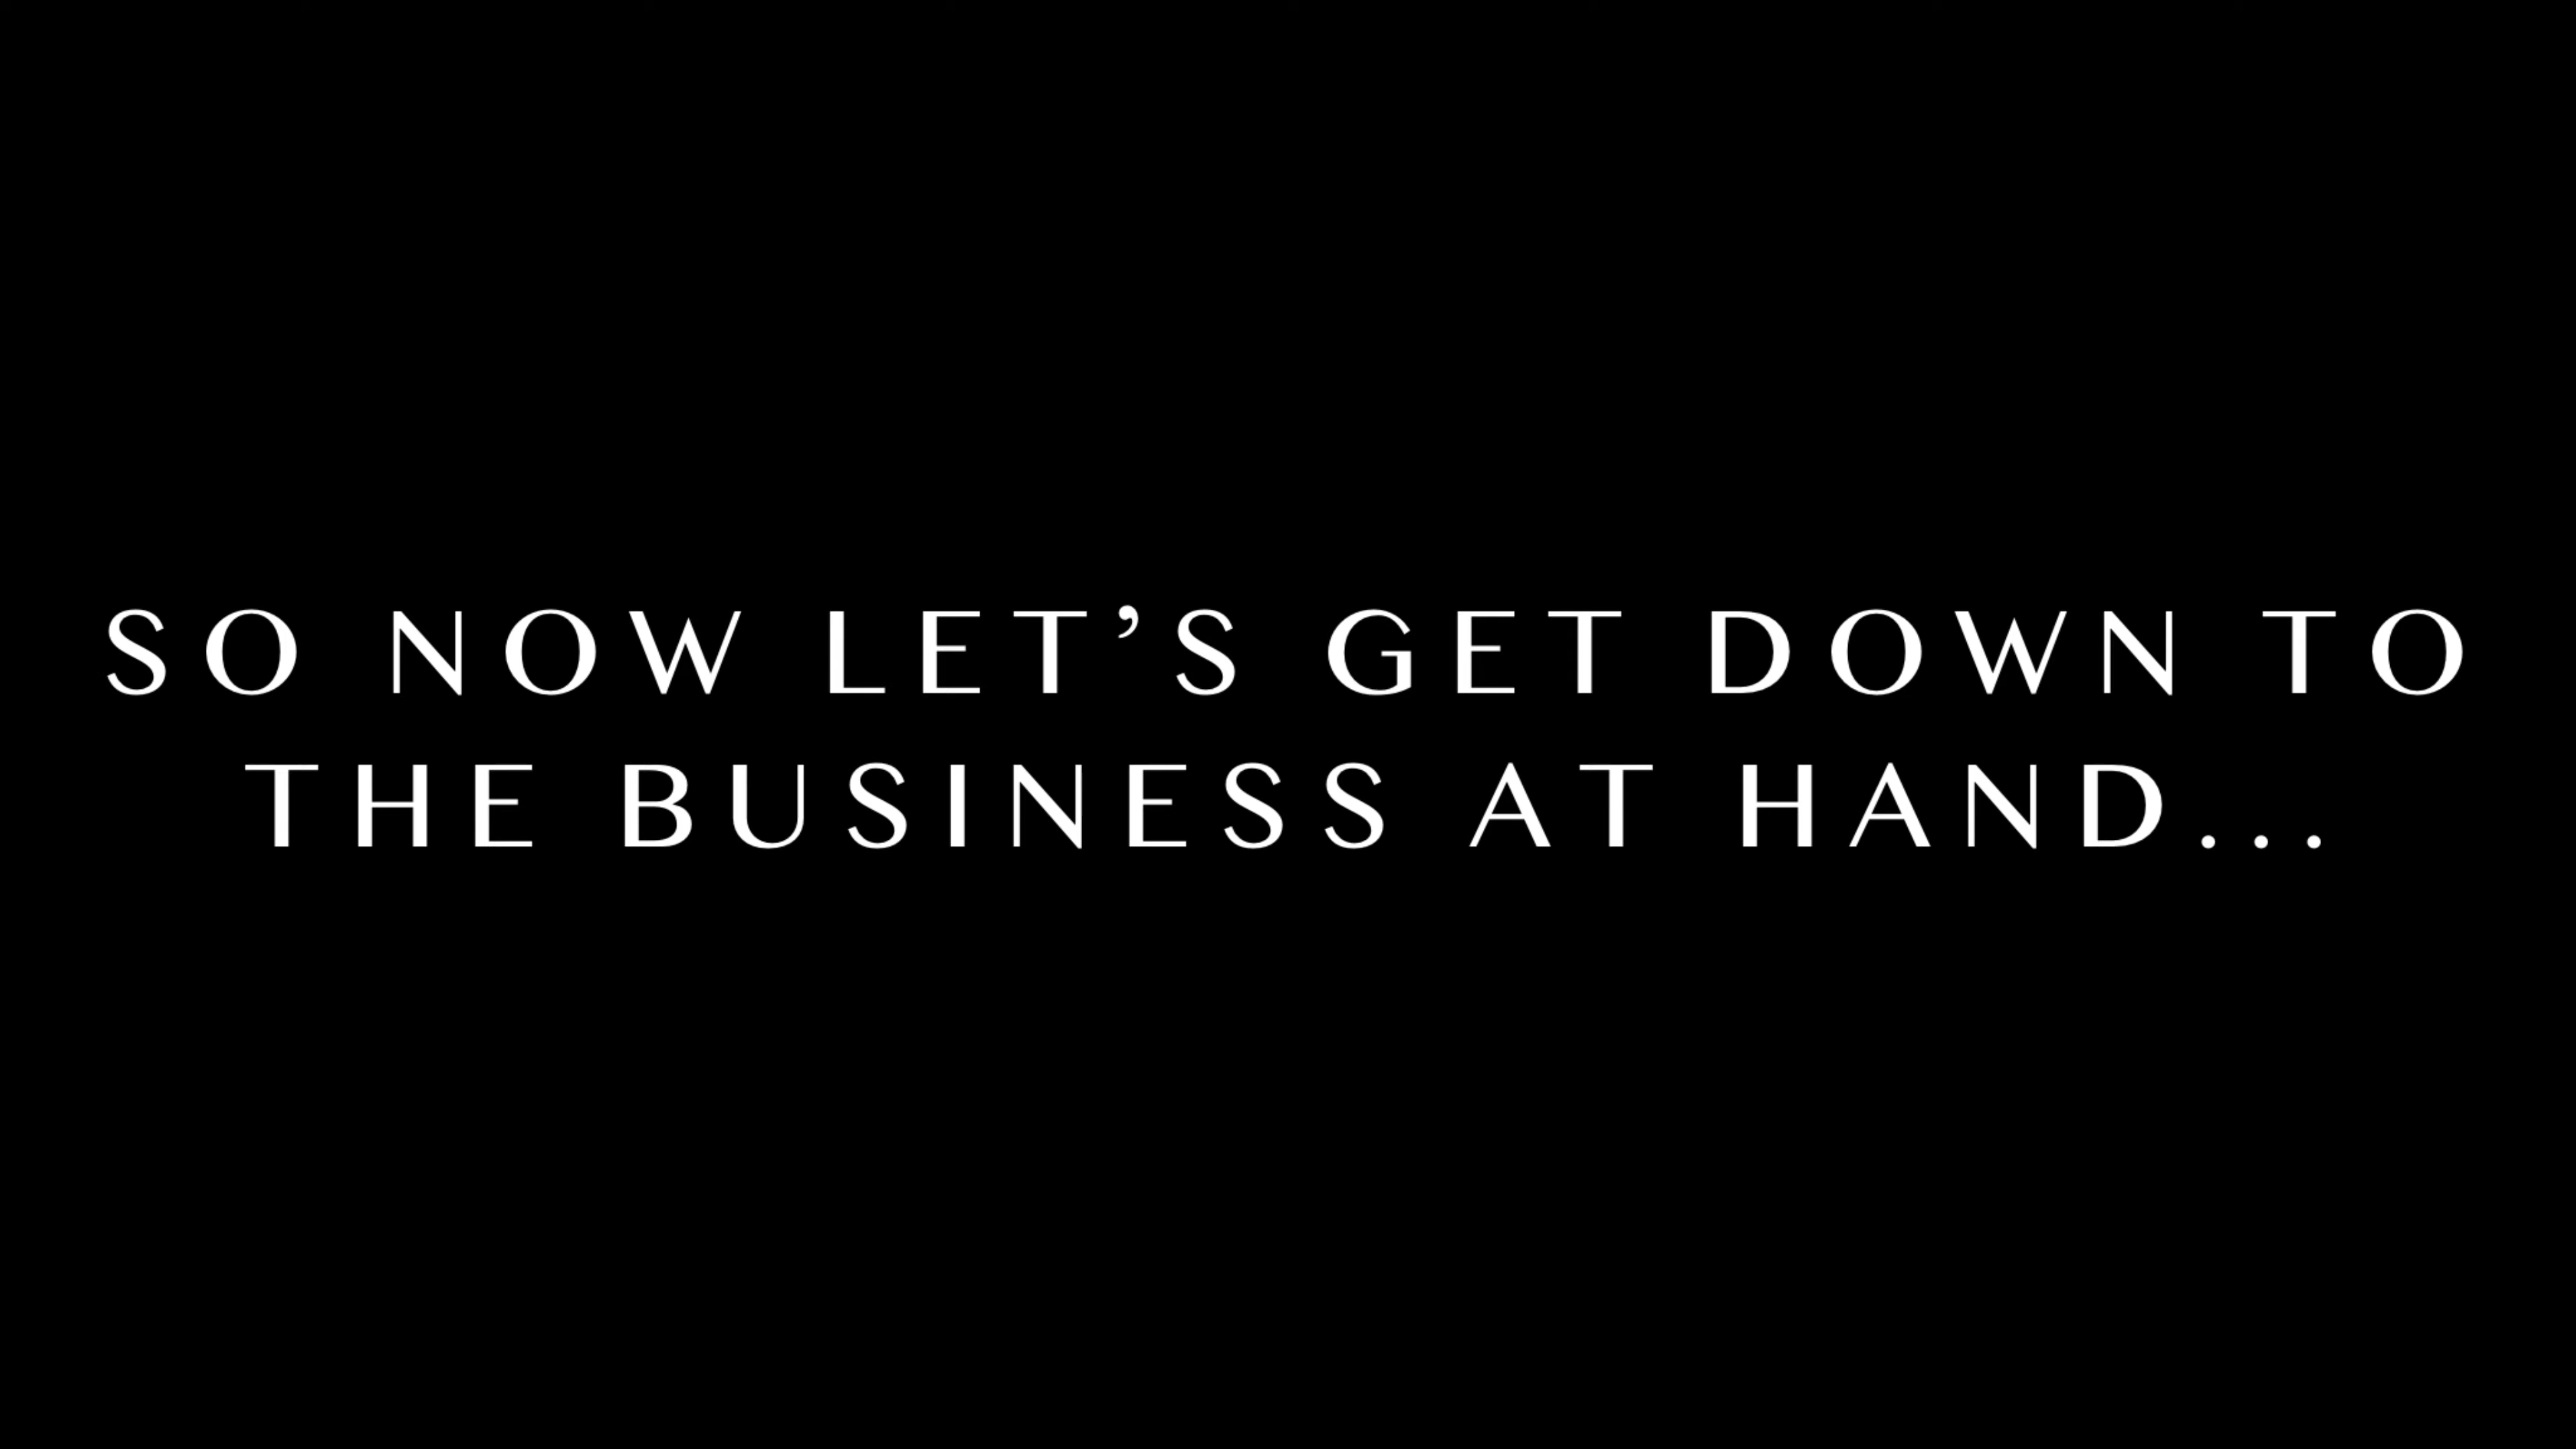 SO NOW LET’S GET DOWN TO
THE BUSINESS AT HAND...